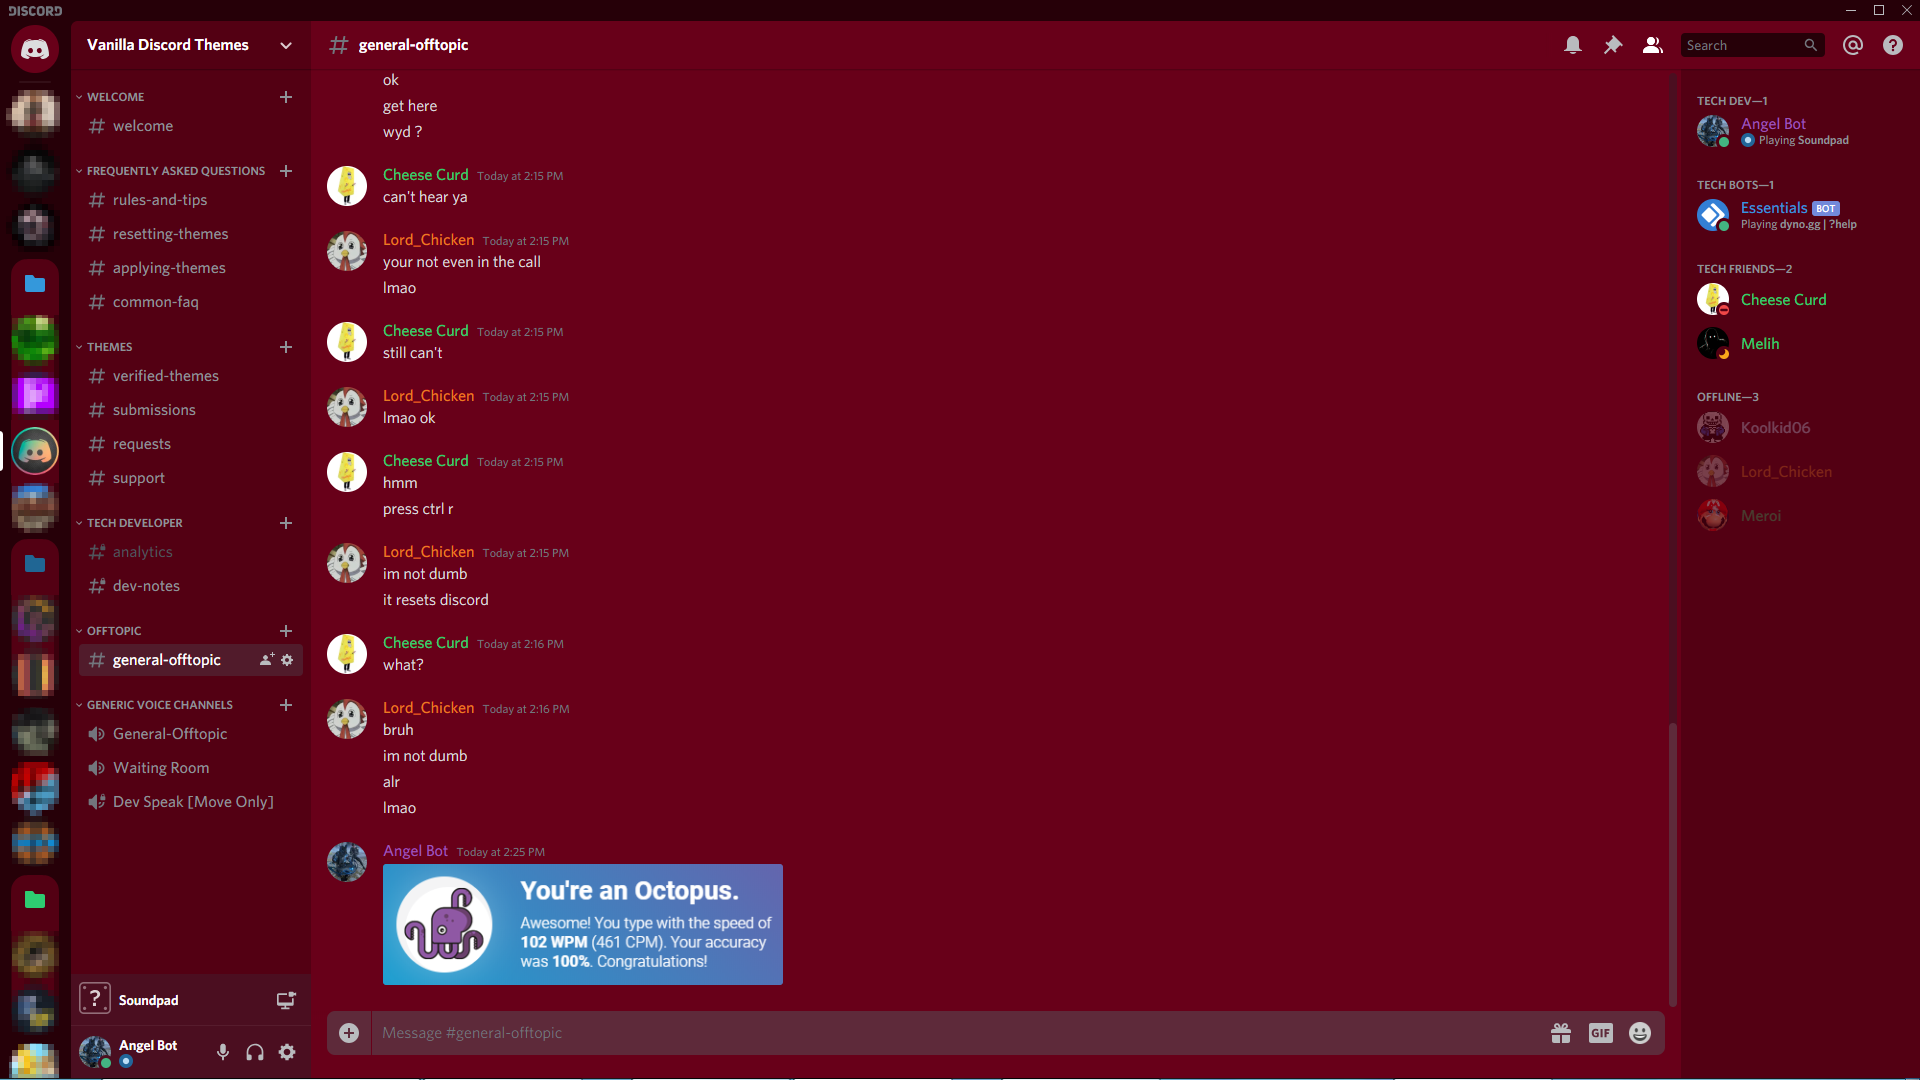 DISCORD
Vanilla Discord Themes
WELCOME
welcome
FREQUENTLY ASKED QUESTIONS
rules-and-tips
resetting-themes
applying-themes
common-faq
THEMES
verified-themes
submissions
requests
support
TECH DEVELOPER
analytics
dev-notes
OFFTOPIC
general-offtopic
GENERIC VOICE CHANNELS
General-Offtopic
Waiting Room
Dev Speak [Move Only]
? Soundpad
Angel Bot
# general-offtopic
Search
ok
get here
wyd ?
Cheese Curd Today at 2:15 PM
can't hear ya
Lord_Chicken Today at 2:15 PM
your not even in the call
lmao
Cheese Curd Today at 2:15 PM
still can't
Lord_Chicken Today at 2:15 PM
lmao ok
Cheese Curd Today at 2:15 PM
hmm
press ctrl r
Lord_Chicken Today at 2:15 PM
im not dumb
it resets discord
Cheese Curd Today at 2:16 PM
what?
Lord_Chicken Today at 2:16 PM
bruh
im not dumb
alr
lmao
Angel Bot Today at 2:25 PM
You're an Octopus.
Awesome! You type with the speed of
102 WPM (461 CPM). Your accuracy
was 100%. Congratulations!
Message #general-offtopic
GIF
TECH DEV—1
Angel Bot
Playing Soundpad
TECH BOTS—1
Essentials BOT
Playing dyno.gg | ?help
TECH FRIENDS—2
Cheese Curd
Melih
OFFLINE—3
Koolkid06
Lord_Chicken
Meroi